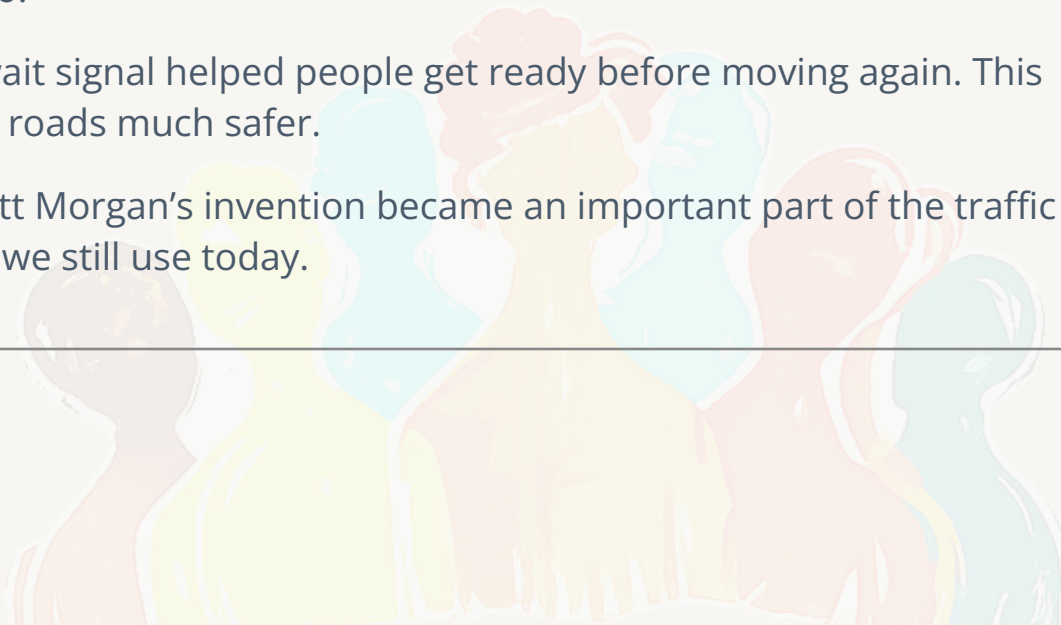 ait signal helped people get ready before moving again. This
roads much safer.
tt Morgan’s invention became an important part of the traffic
we still use today.